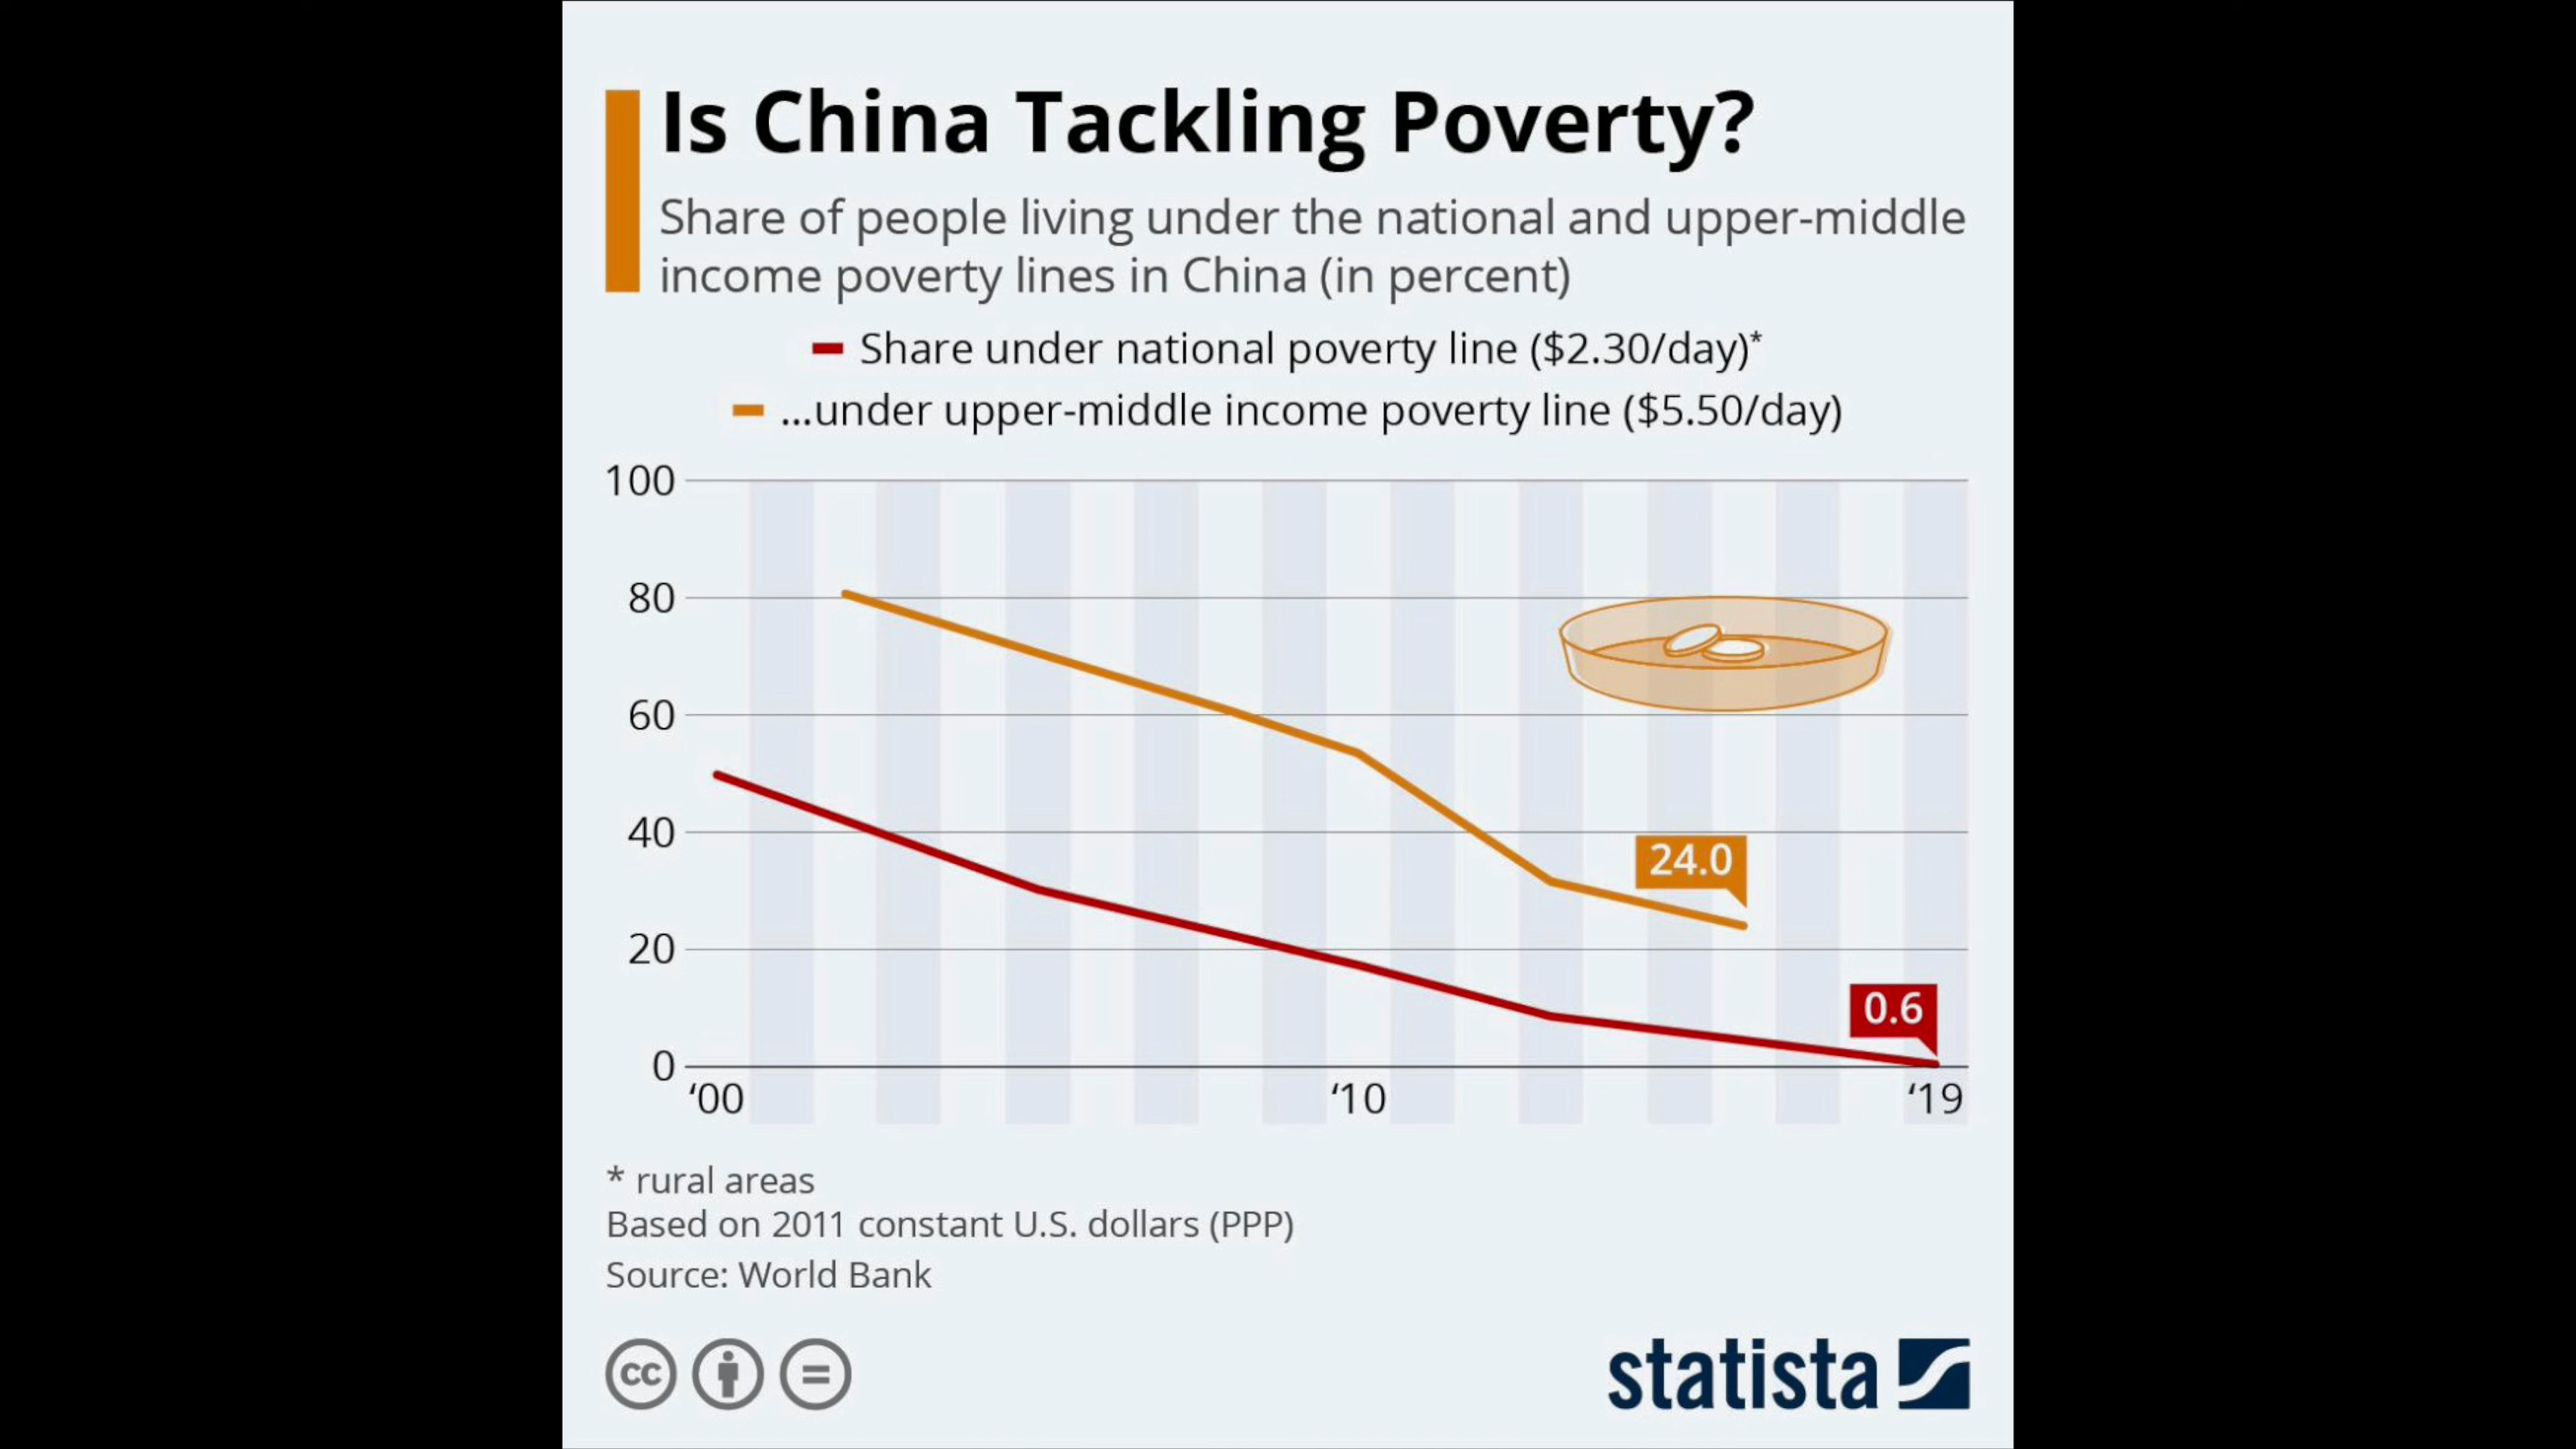 Is China Tackling Poverty?
Share of people living under the national and upper-middle
income poverty lines in China (in percent)
Share under national poverty line ($2.30/day)*
...under upper-middle income poverty line ($5.50/day)
100
80
60
40
24.0
20
0.6
0
‘00 ‘10 ‘19
* rural areas
Based on 2011 constant U.S. dollars (PPP)
Source: World Bank
cc = statista